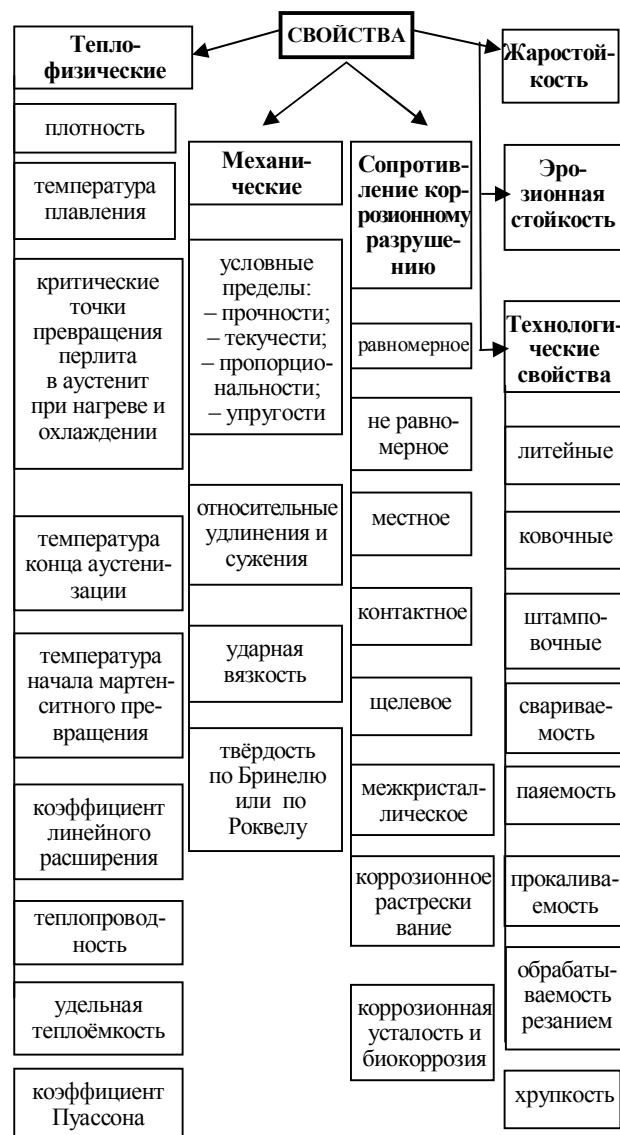 СВОЙСТВА
Тепло-
физические
плотность
температура
плавления
критические
точки
превращения
перлита
в аустенит
при нагреве и
охлаждении
температура
конца аустени-
зации
температура
начала мартен-
ситного пре-
вращения
коэффициент
линейного
расширения
теплопровод-
ность
удельная
теплоёмкость
коэффициент
Пуассона
Механи-
ческие
условные
пределы:
– прочности;
– текучести;
– пропорцио-
нальности;
– упругости
относительные
удлинения и
сужения
ударная
вязкость
твёрдость
по Бринелю
или по
Роквелу
Сопротив-
ление кор-
розионному
разруше-
нию
равномерное
не равно-
мерное
местное
контактное
щелевое
межкристал-
лическое
коррозионное
растрески
вание
коррозионная
усталость и
биокоррозия
Жаростой-
кость
Эро-
зионная
стойкость
Технологи-
ческие
свойства
литейные
ковочные
штампо-
вочные
сваривае-
мость
паяемость
прокалива-
емость
обрабаты-
ваемость
резанием
хрупкость